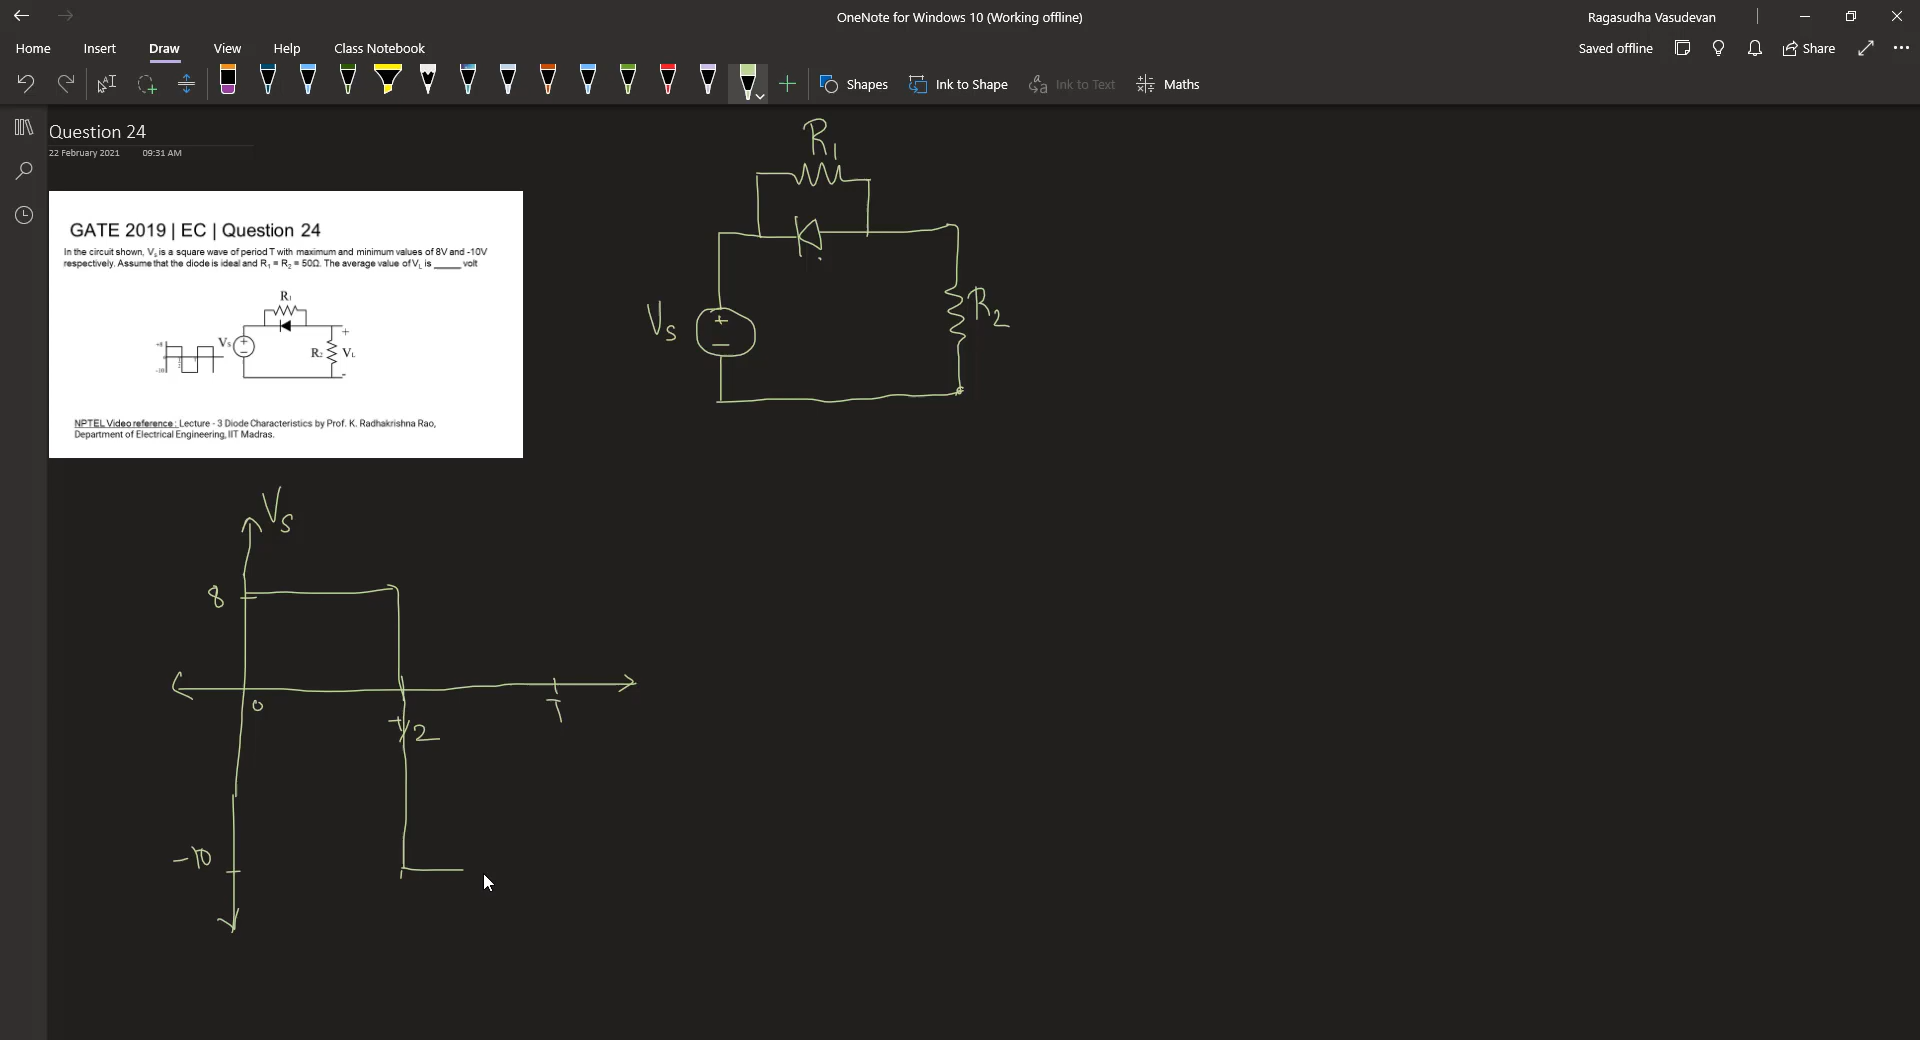 OneNote for Windows 10 (Working offline)
Ragasudha Vasudevan
Home Insert Draw View Help Class Notebook
Saved offline
Share
Shapes
Ink to Shape
Ink to Text
Maths
Question 24
22 February 2021 09:31 AM
GATE 2019 | EC | Question 24
In the circuit shown, Vs is a square wave of period T with maximum and minimum values of 8V and -10V
respectively. Assume that the diode is ideal and R1 = R2 = 50Ω. The average value of VL is _____ volt
R1
+8
0
-10
VS
+
−
R2
VL
+
-
NPTEL Video reference : Lecture - 3 Diode Characteristics by Prof. K. Radhakrishna Rao,
Department of Electrical Engineering, IIT Madras.
R1
VS
+
−
R2
VS
8
0
T/2
T
-10